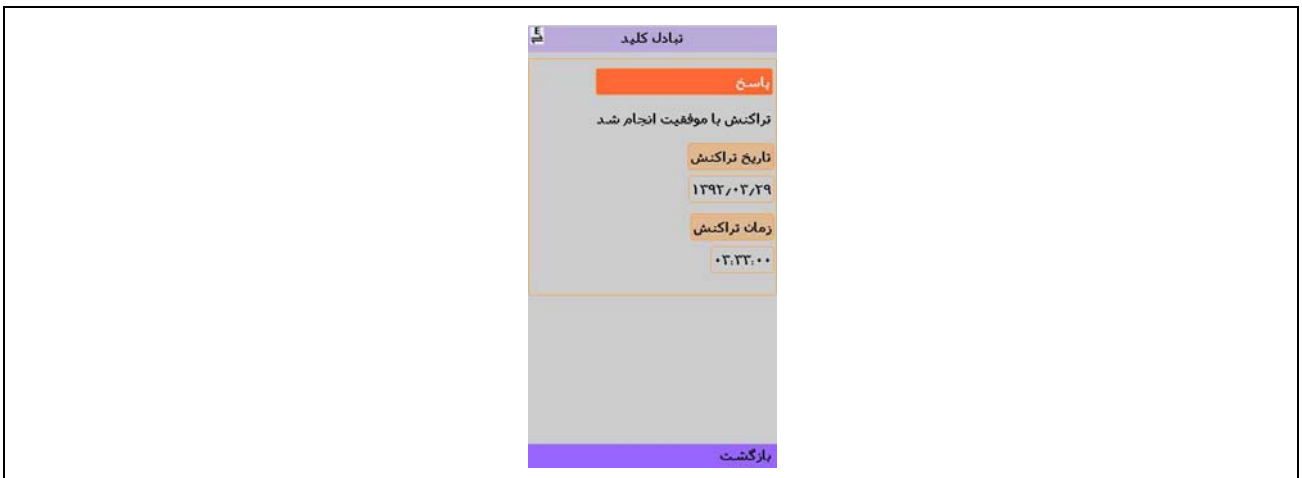 تبادل کلید
E
پاسخ
تراکنش با موفقیت انجام شد
تاریخ تراکنش
۱۳۹۲/۰۳/۲۹
زمان تراکنش
۰۳:۳۳:۰۰
بازگشت